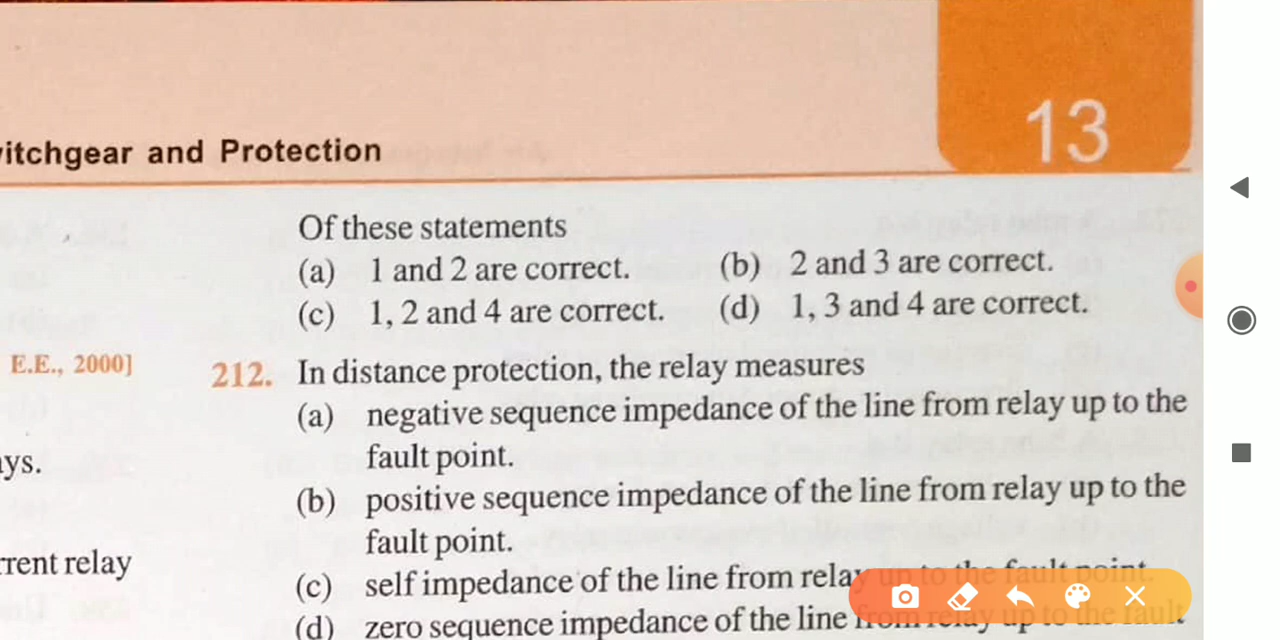 itchgear and Protection
13
Of these statements
(a) 1 and 2 are correct. (b) 2 and 3 are correct.
(c) 1, 2 and 4 are correct. (d) 1, 3 and 4 are correct.
E.E., 2000]
212. In distance protection, the relay measures
(a) negative sequence impedance of the line from relay up to the
fault point.
ys.
(b) positive sequence impedance of the line from relay up to the
fault point.
rent relay
(c) self impedance of the line from relay up to the fault point.
(d) zero sequence impedance of the line from relay up to the fault